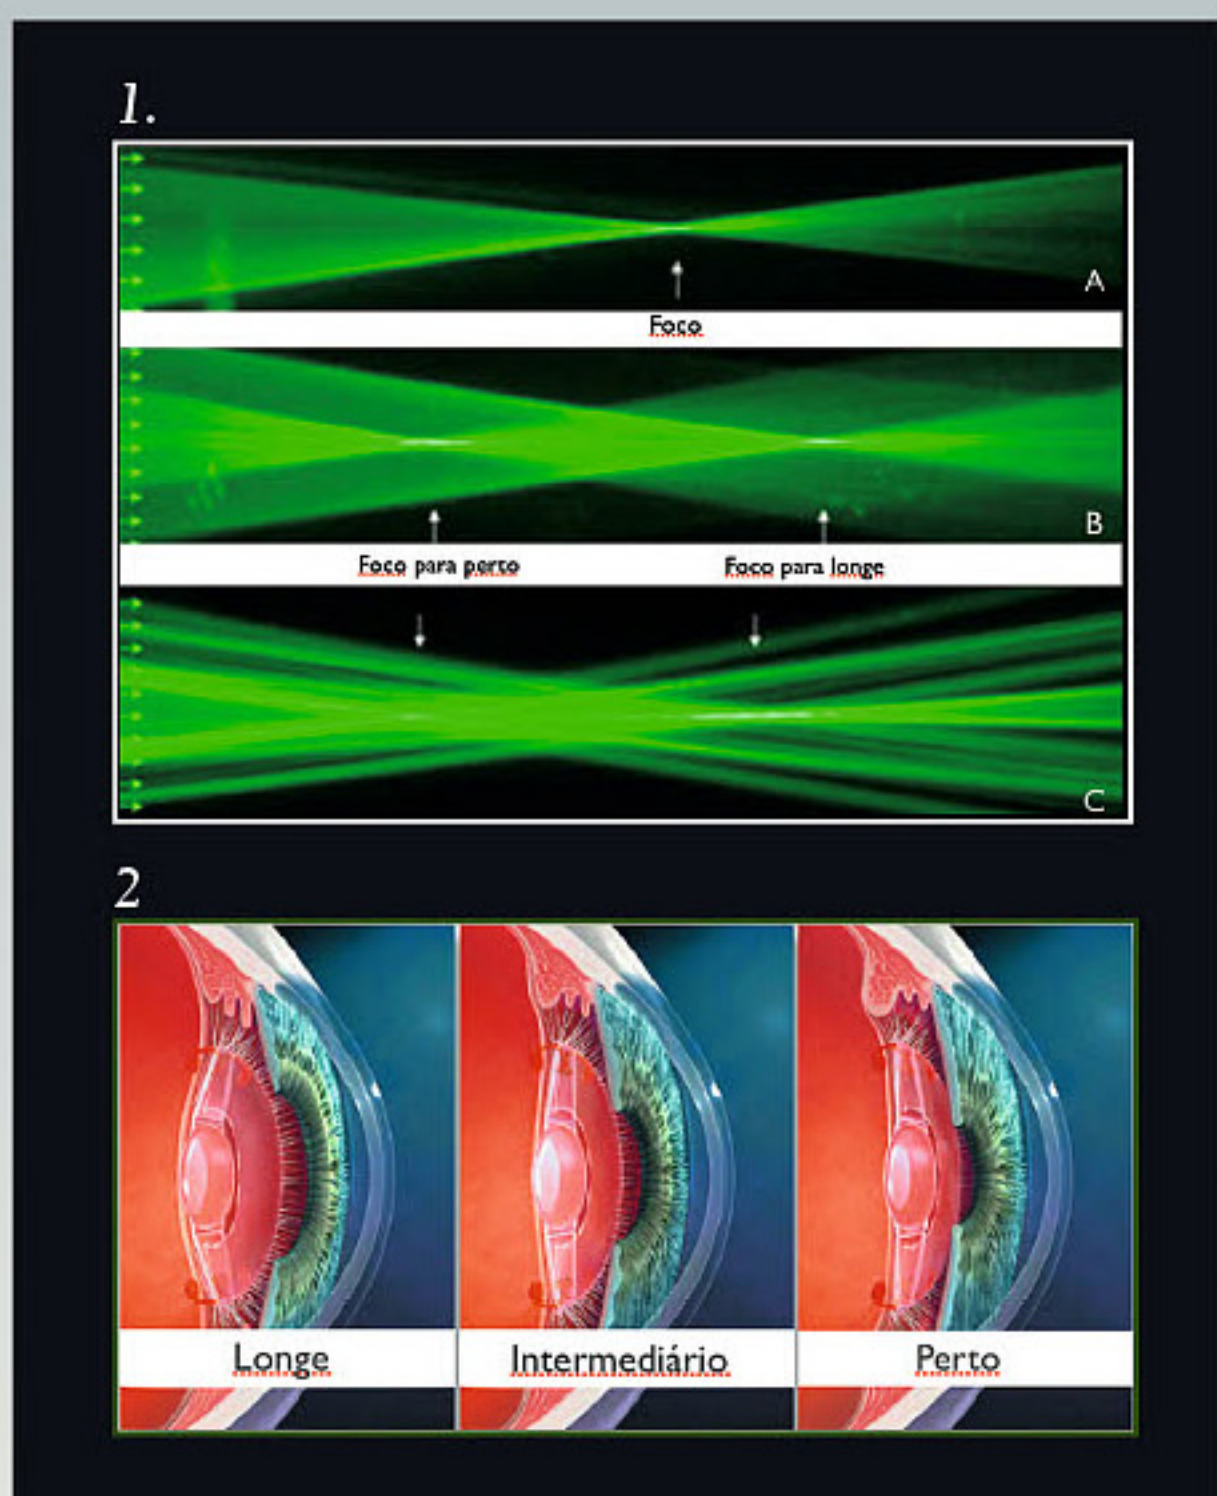 1.
A
Foco
B
Foco para perto
Foco para longe
C
2
Longe
Intermediário
Perto